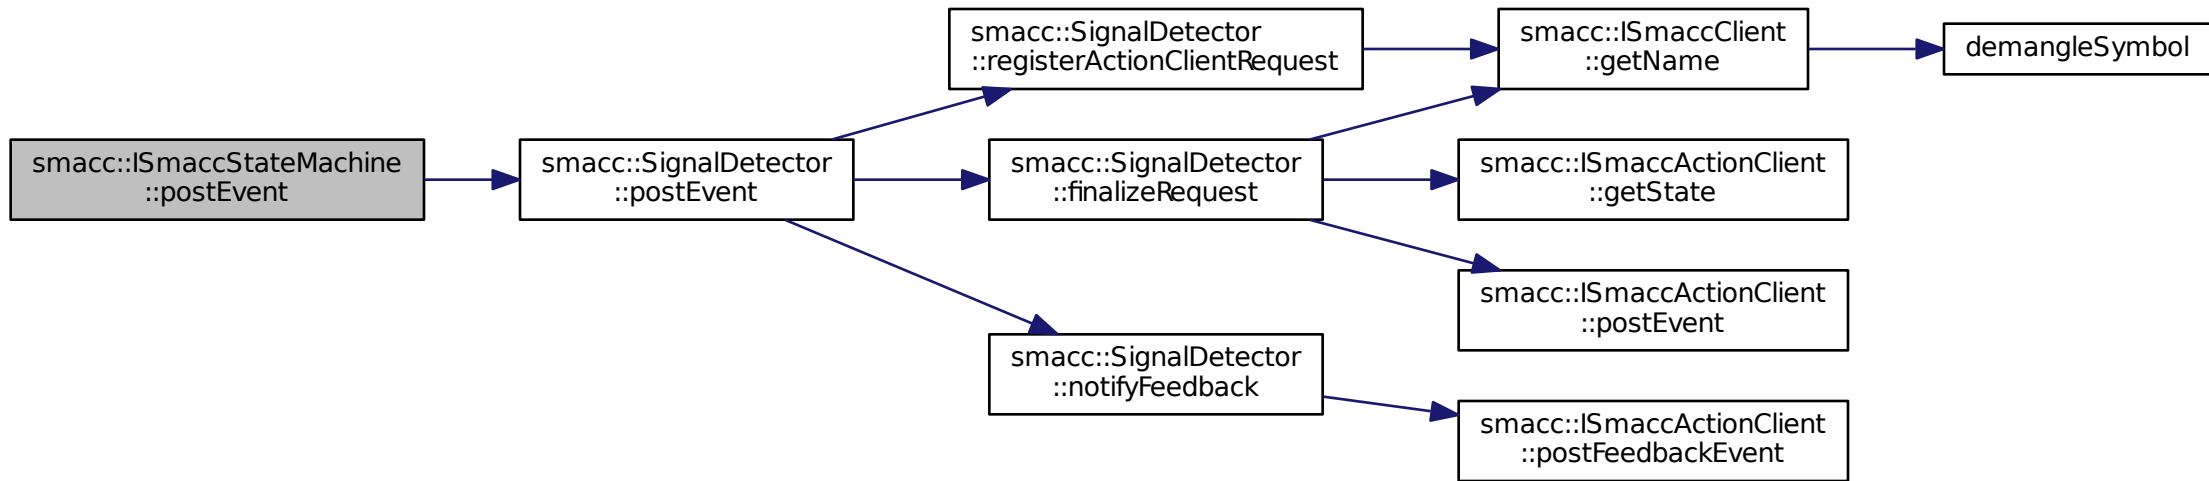 smacc::ISmaccStateMachine
::postEvent
smacc::SignalDetector
::postEvent
smacc::SignalDetector
::registerActionClientRequest
smacc::SignalDetector
::finalizeRequest
smacc::SignalDetector
::notifyFeedback
smacc::ISmaccClient
::getName
smacc::ISmaccActionClient
::getState
smacc::ISmaccActionClient
::postEvent
smacc::ISmaccActionClient
::postFeedbackEvent
demangleSymbol